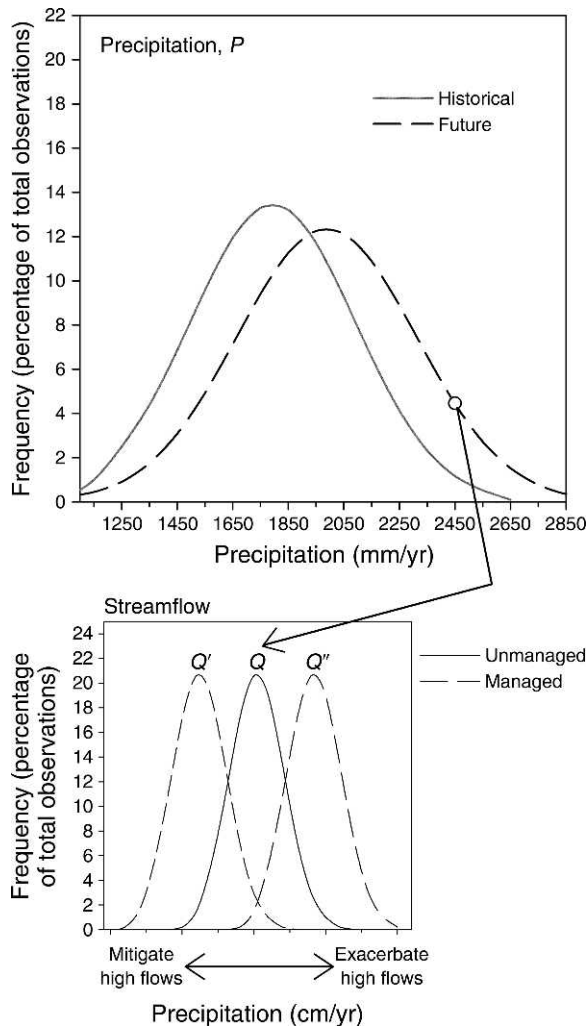 22
20
18
16
14
12
10
8
6
4
2
0
Frequency (percentage of total observations)
Precipitation, P
Historical
Future
1250 1450 1650 1850 2050 2250 2450 2650 2850
Precipitation (mm/yr)
Streamflow
24
22
20
18
16
14
12
10
8
6
4
2
0
Frequency (percentage
of total observations)
Q′ Q Q″
Unmanaged
Managed
Mitigate
high flows
Exacerbate
high flows
Precipitation (cm/yr)